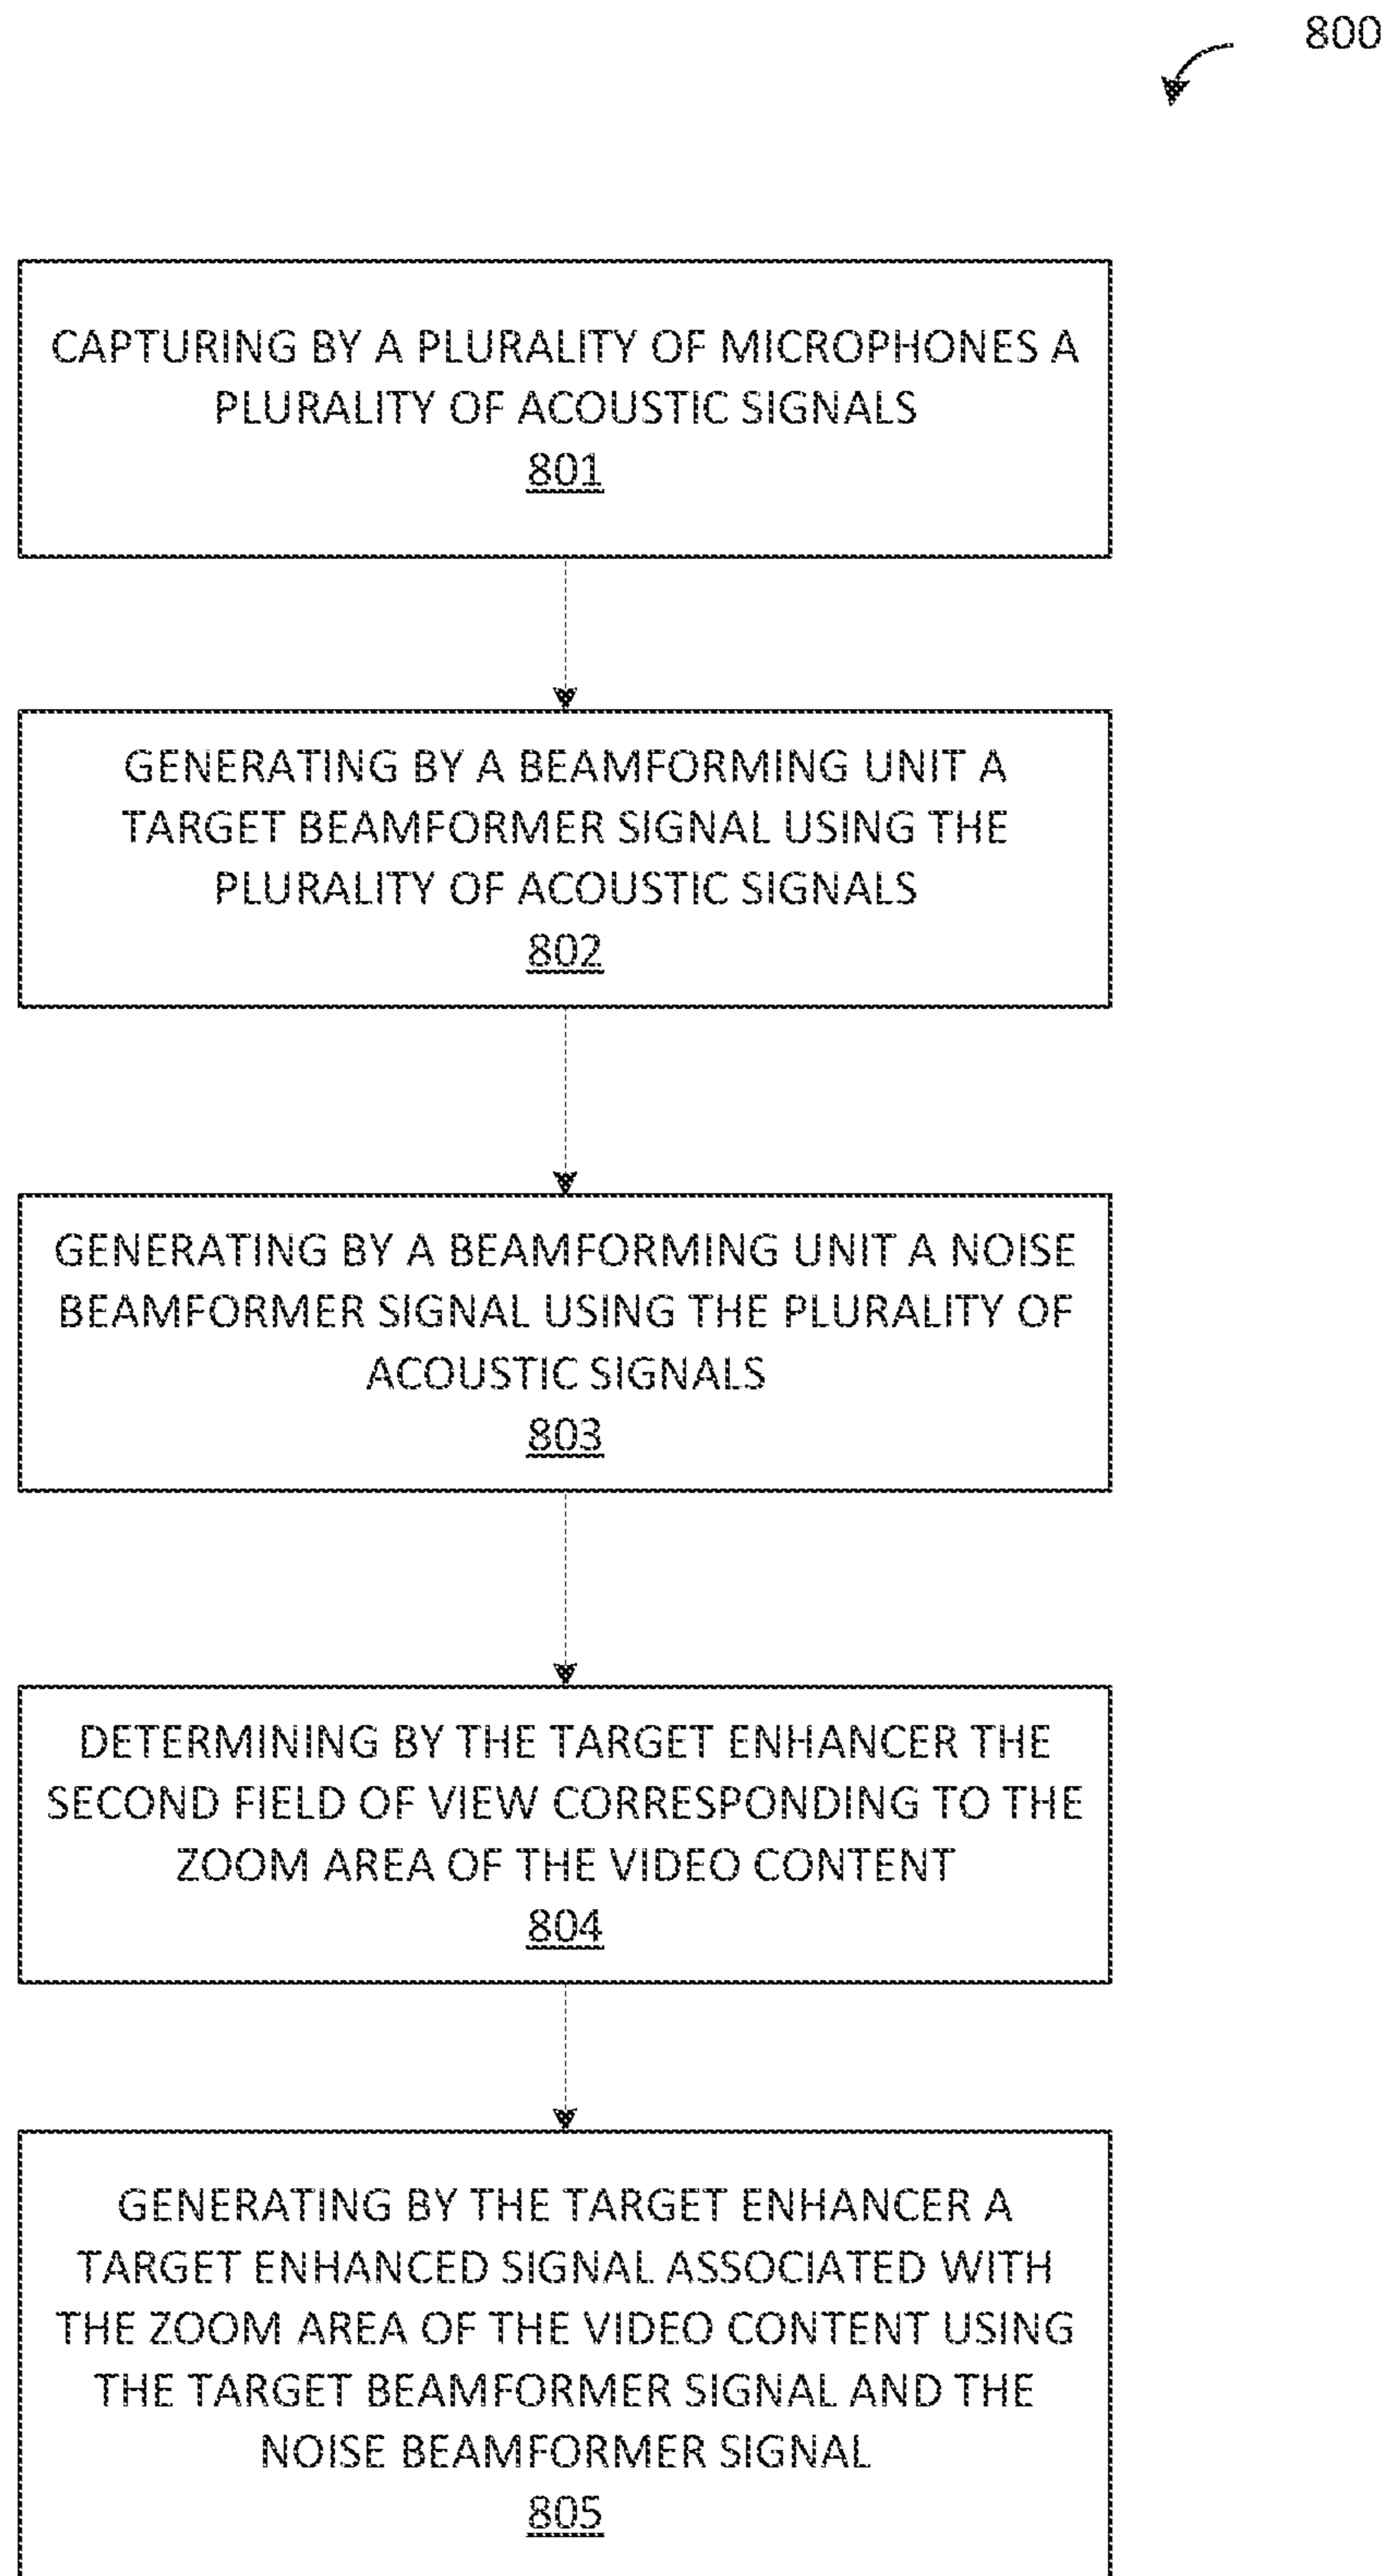 800
CAPTURING BY A PLURALITY OF MICROPHONES A
PLURALITY OF ACOUSTIC SIGNALS
801
GENERATING BY A BEAMFORMING UNIT A
TARGET BEAMFORMER SIGNAL USING THE
PLURALITY OF ACOUSTIC SIGNALS
802
GENERATING BY A BEAMFORMING UNIT A NOISE
BEAMFORMER SIGNAL USING THE PLURALITY OF
ACOUSTIC SIGNALS
803
DETERMINING BY THE TARGET ENHANCER THE
SECOND FIELD OF VIEW CORRESPONDING TO THE
ZOOM AREA OF THE VIDEO CONTENT
804
GENERATING BY THE TARGET ENHANCER A
TARGET ENHANCED SIGNAL ASSOCIATED WITH
THE ZOOM AREA OF THE VIDEO CONTENT USING
THE TARGET BEAMFORMER SIGNAL AND THE
NOISE BEAMFORMER SIGNAL
805